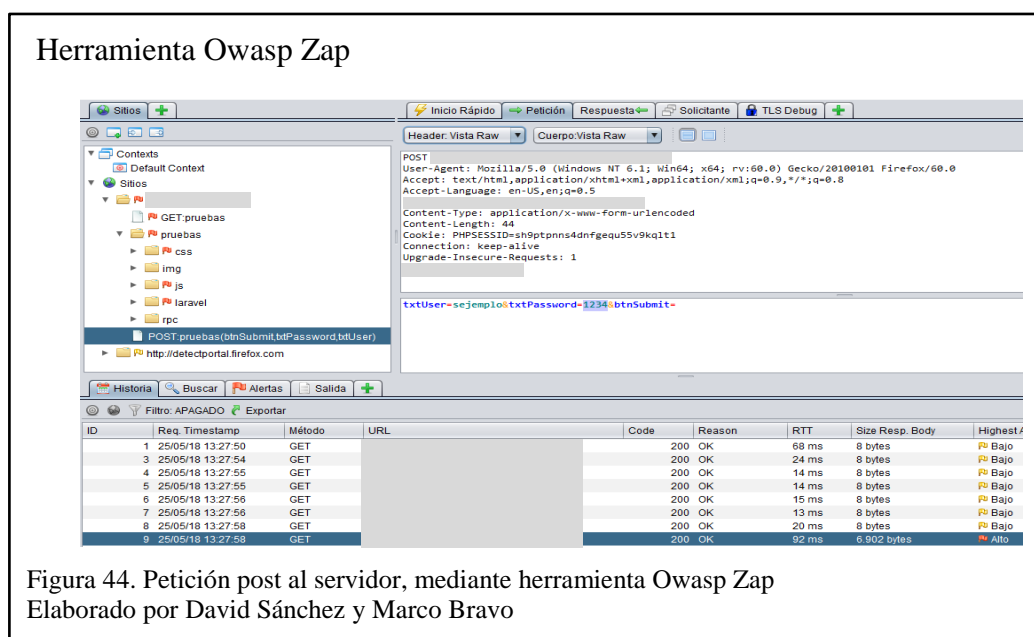 Herramienta Owasp Zap
Sitios
Inicio Rápido Petición Respuesta Solicitante TLS Debug
Header: Vista Raw Cuerpo:Vista Raw
Contexts
Default Context
Sitios
GET:pruebas
pruebas
css
img
js
laravel
rpc
POST:pruebas(btnSubmit,txtPassword,txtUser)
http://detectportal.firefox.com
POST
User-Agent: Mozilla/5.0 (Windows NT 6.1; Win64; x64; rv:60.0) Gecko/20100101 Firefox/60.0
Accept: text/html,application/xhtml+xml,application/xml;q=0.9,*/*;q=0.8
Accept-Language: en-US,en;q=0.5
Content-Type: application/x-www-form-urlencoded
Content-Length: 44
Cookie: PHPSESSID=sh9ptpnns4dnfgequ55v9kqlt1
Connection: keep-alive
Upgrade-Insecure-Requests: 1
txtUser=sejemplo&txtPassword=1234&btnSubmit=
Historia Buscar Alertas Salida
Filtro: APAGADO Exportar
ID Req. Timestamp Método URL Code Reason RTT Size Resp. Body Highest A
1 25/05/18 13:27:50 GET 200 OK 68 ms 8 bytes Bajo
3 25/05/18 13:27:54 GET 200 OK 24 ms 8 bytes Bajo
4 25/05/18 13:27:55 GET 200 OK 14 ms 8 bytes Bajo
5 25/05/18 13:27:55 GET 200 OK 14 ms 8 bytes Bajo
6 25/05/18 13:27:56 GET 200 OK 15 ms 8 bytes Bajo
7 25/05/18 13:27:56 GET 200 OK 13 ms 8 bytes Bajo
8 25/05/18 13:27:58 GET 200 OK 20 ms 8 bytes Bajo
9 25/05/18 13:27:58 GET 200 OK 92 ms 6.902 bytes Alto
Figura 44. Petición post al servidor, mediante herramienta Owasp Zap
Elaborado por David Sánchez y Marco Bravo